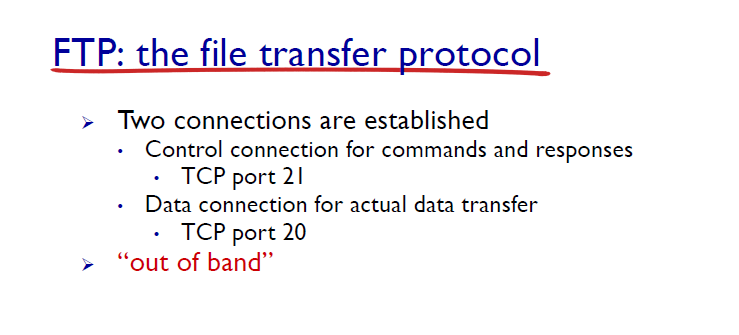 FTP: the file transfer protocol
Two connections are established
Control connection for commands and responses
TCP port 21
Data connection for actual data transfer
TCP port 20
“out of band”